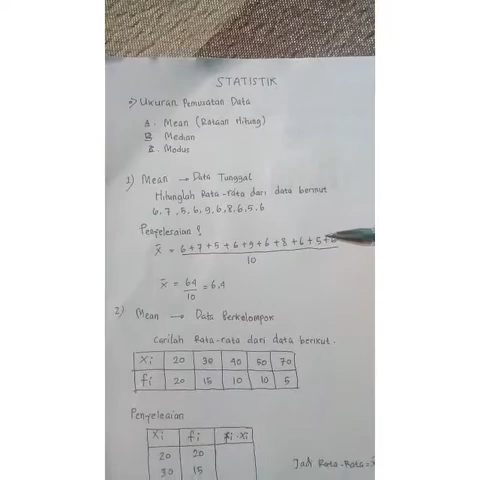 STATISTIK
Ukuran Pemusatan Data
A. Mean (Rataan Hitung)
B Median
C. Modus
1) Mean → Data Tunggal
Hitunglah Rata-rata dari data berikut
6, 7, 5, 6, 9, 6, 8, 6, 5, 6
Penyelesaian
x̄ = 6+7+5+6+9+6+8+6+5+6
10
x̄ = 64/10 = 6,4
2) Mean → Data Berkelompok
Carilah Rata-rata dari data berikut.
Xi 20 30 40 50 70
fi 20 15 10 10 5
Penyelesaian
Xi fi fi.xi
20 20
30 15
Jadi Rata-Rata =